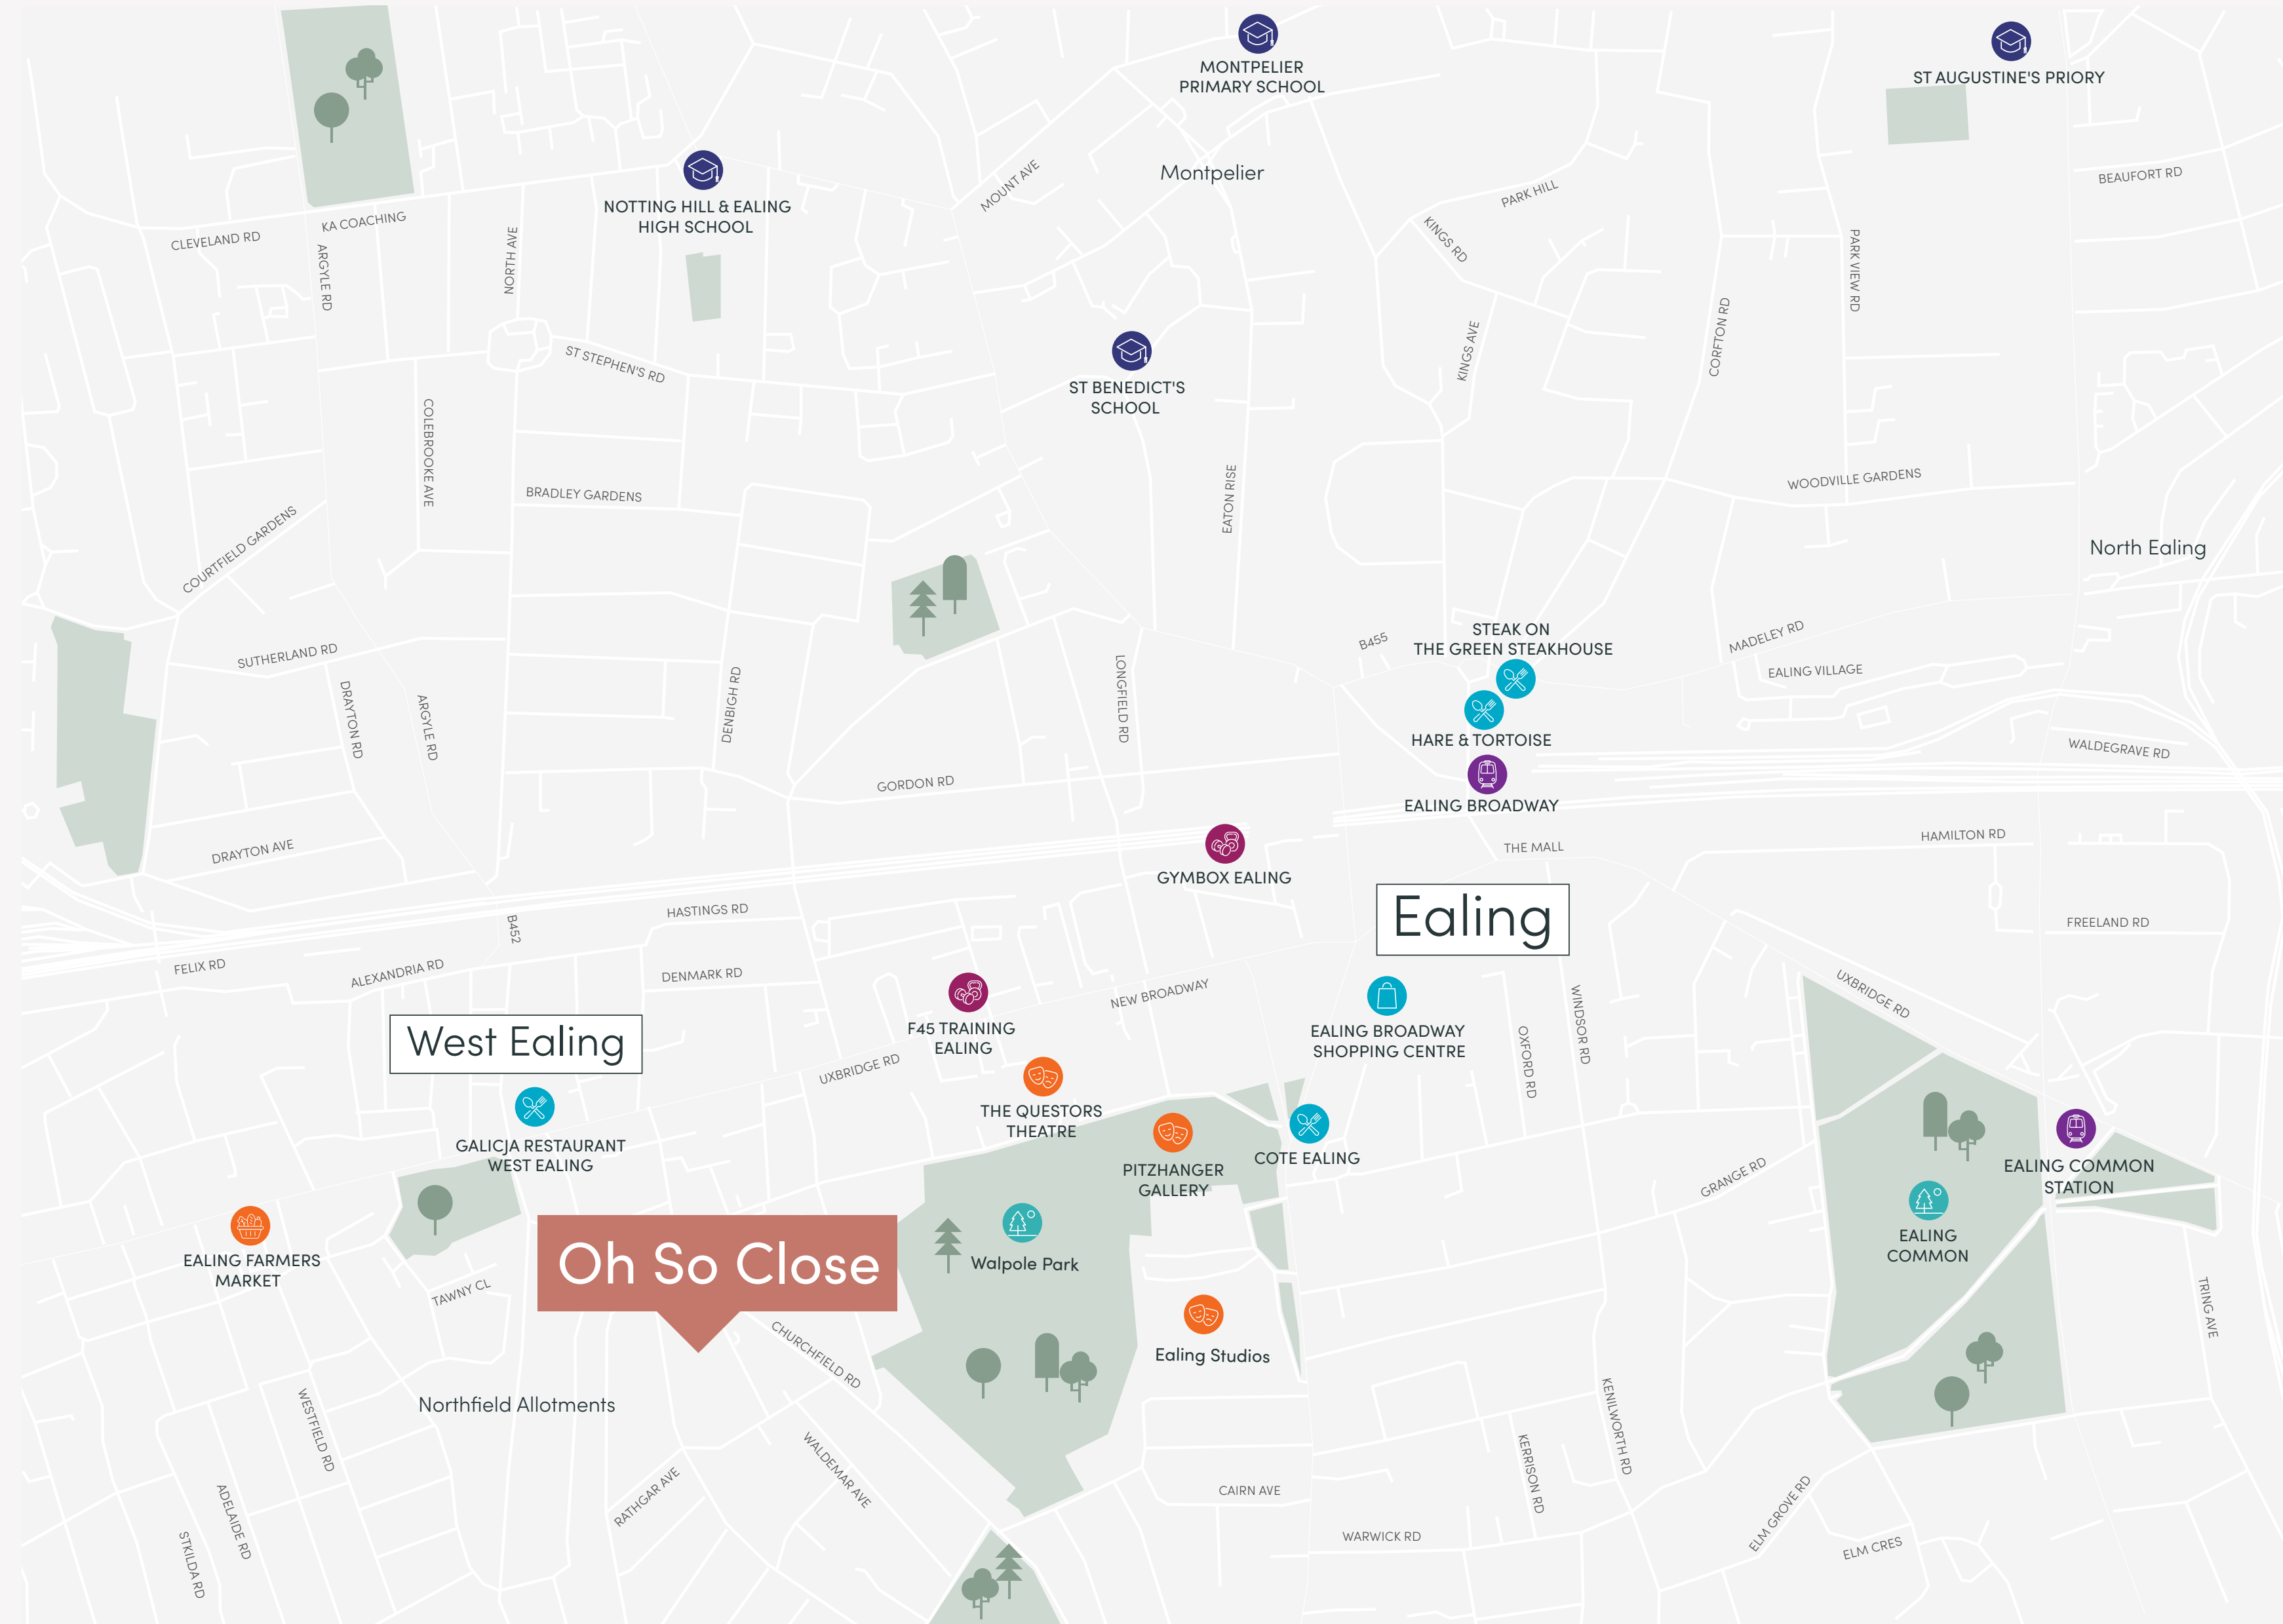 MONTPELIER
PRIMARY SCHOOL
ST AUGUSTINE'S PRIORY
NOTTING HILL & EALING
HIGH SCHOOL
MOUNT AVE
Montpelier
PARK HILL
BEAUFORT RD
CLEVELAND RD
KA COACHING
ARGYLE RD
NORTH AVE
KINGS RD
PARK VIEW RD
ST STEPHEN'S RD
ST BENEDICT'S
SCHOOL
KINGS AVE
CORFTON RD
COLEBROOKE AVE
BRADLEY GARDENS
EATON RISE
WOODVILLE GARDENS
COURTFIELD GARDENS
North Ealing
SUTHERLAND RD
DRAYTON RD
ARGYLE RD
DENBIGH RD
LONGFIELD RD
B455
STEAK ON
THE GREEN STEAKHOUSE
MADELEY RD
EALING VILLAGE
HARE & TORTOISE
WALDEGRAVE RD
GORDON RD
EALING BROADWAY
DRAYTON AVE
THE MALL
HAMILTON RD
GYMBOX EALING
HASTINGS RD
B452
Ealing
FREELAND RD
FELIX RD
ALEXANDRIA RD
DENMARK RD
NEW BROADWAY
UXBRIDGE RD
West Ealing
F45 TRAINING
EALING
EALING BROADWAY
SHOPPING CENTRE
OXFORD RD
WINDSOR RD
UXBRIDGE RD
THE QUESTORS
THEATRE
GALICJA RESTAURANT
WEST EALING
PITZHANGER
GALLERY
COTE EALING
GRANGE RD
EALING COMMON
STATION
EALING FARMERS
MARKET
EALING
COMMON
Oh So Close
Walpole Park
TAWNY CL
TRING AVE
CHURCHFIELD RD
Ealing Studios
Northfield Allotments
WESTFIELD RD
KENILWORTH RD
WALDEMAR AVE
KERRISON RD
RATHGAR AVE
CAIRN AVE
ADELAIDE RD
STKILDA RD
WARWICK RD
ELM GROVE RD
ELM CRES